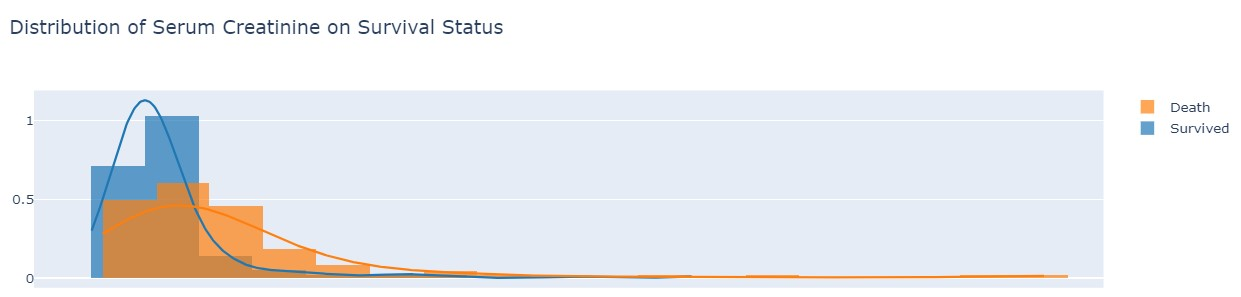 Distribution of Serum Creatinine on Survival Status
Death
Survived
1
0.5
0